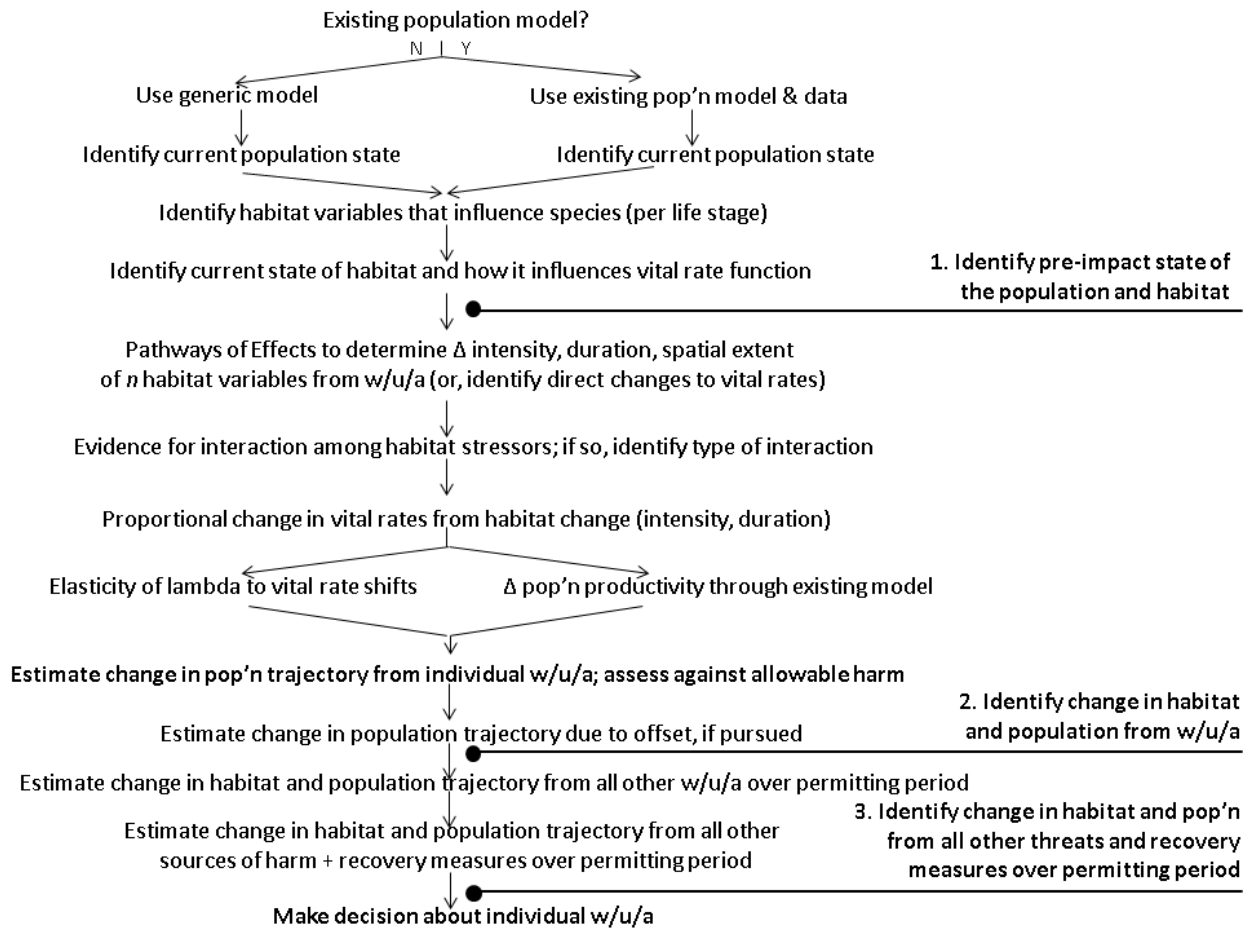 Existing population model?
N | Y
Use generic model
Use existing pop'n model & data
Identify current population state
Identify current population state
Identify habitat variables that influence species (per life stage)
Identify current state of habitat and how it influences vital rate function
1. Identify pre-impact state of
the population and habitat
Pathways of Effects to determine Δ intensity, duration, spatial extent
of n habitat variables from w/u/a (or, identify direct changes to vital rates)
Evidence for interaction among habitat stressors; if so, identify type of interaction
Proportional change in vital rates from habitat change (intensity, duration)
Elasticity of lambda to vital rate shifts
Δ pop'n productivity through existing model
Estimate change in pop'n trajectory from individual w/u/a; assess against allowable harm
2. Identify change in habitat
and population from w/u/a
Estimate change in population trajectory due to offset, if pursued
Estimate change in habitat and population trajectory from all other w/u/a over permitting period
3. Identify change in habitat and pop'n
from all other threats and recovery
measures over permitting period
Estimate change in habitat and population trajectory from all other
sources of harm + recovery measures over permitting period
Make decision about individual w/u/a